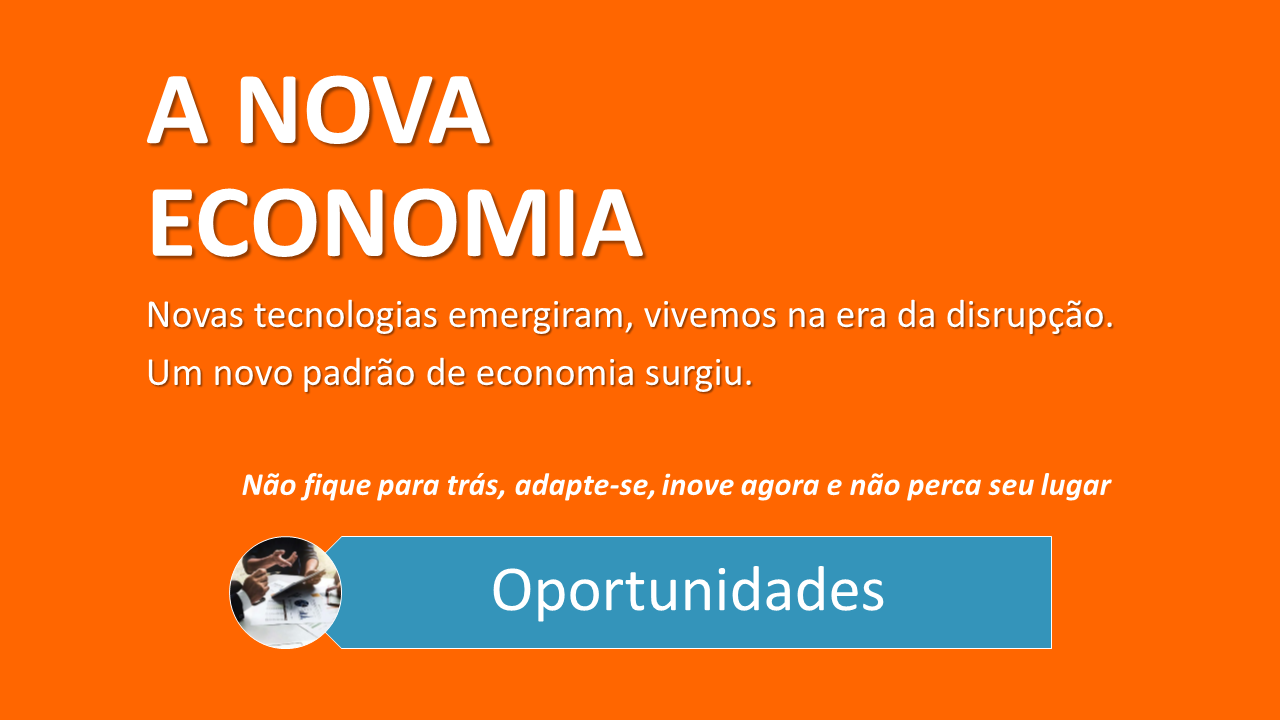 A NOVA
ECONOMIA
Novas tecnologias emergiram, vivemos na era da disrupção.
Um novo padrão de economia surgiu.
Não fique para trás, adapte-se, inove agora e não perca seu lugar
Oportunidades